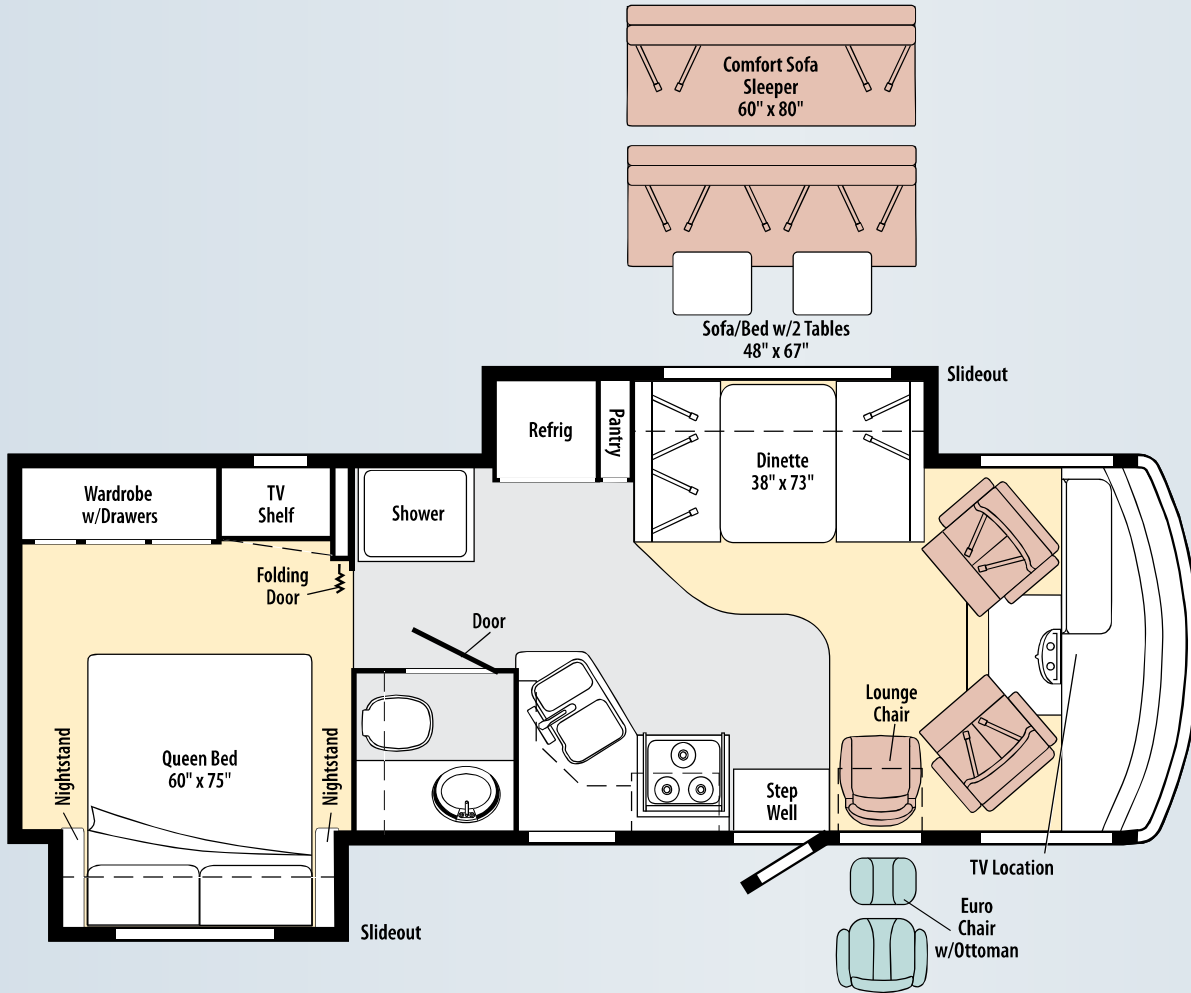 Comfort Sofa
Sleeper
60" x 80"
Sofa/Bed w/2 Tables
48" x 67"
Slideout
Refrig
Pantry
Dinette
38" x 73"
Wardrobe
w/Drawers
TV
Shelf
Shower
Folding
Door
Door
Lounge
Chair
Nightstand
Queen Bed
60" x 75"
Nightstand
Step
Well
TV Location
Euro
Chair
w/Ottoman
Slideout